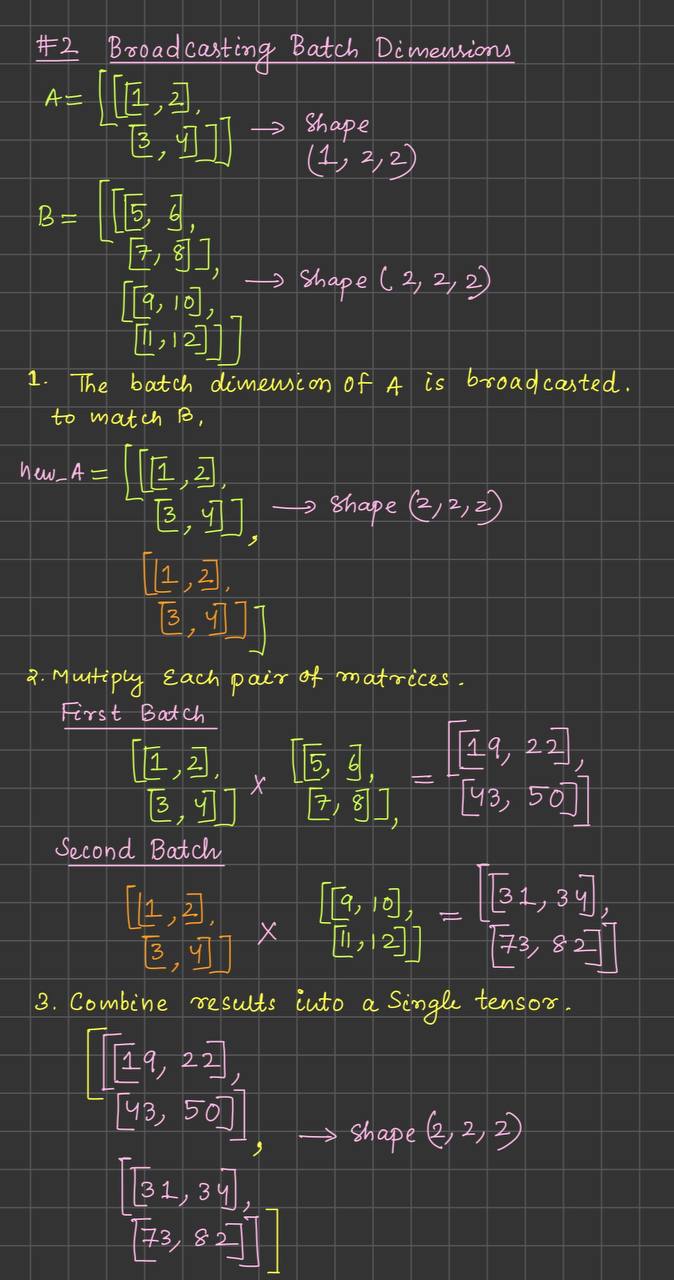 #2 Broadcasting Batch Dimensions
A = [[[1, 2],
[3, 4]]] → Shape
(1, 2, 2)
B = [[[5, 6],
[7, 8]],
[[9, 10],
[11, 12]]] → Shape (2, 2, 2)
1. The batch dimension of A is broadcasted.
to match B,
new_A = [[[1, 2],
[3, 4]], → Shape (2, 2, 2)
[[1, 2],
[3, 4]]]
2. Multiply Each pair of matrices.
First Batch
[[1, 2], [[5, 6], [[19, 22],
[3, 4]] × [7, 8]], = [43, 50]]
Second Batch
[[1, 2], [[9, 10], [[31, 34],
[3, 4]] × [11, 12]] = [73, 82]]
3. Combine results into a Single tensor.
[[[19, 22],
[43, 50]], → Shape (2, 2, 2)
[[31, 34],
[73, 82]]]